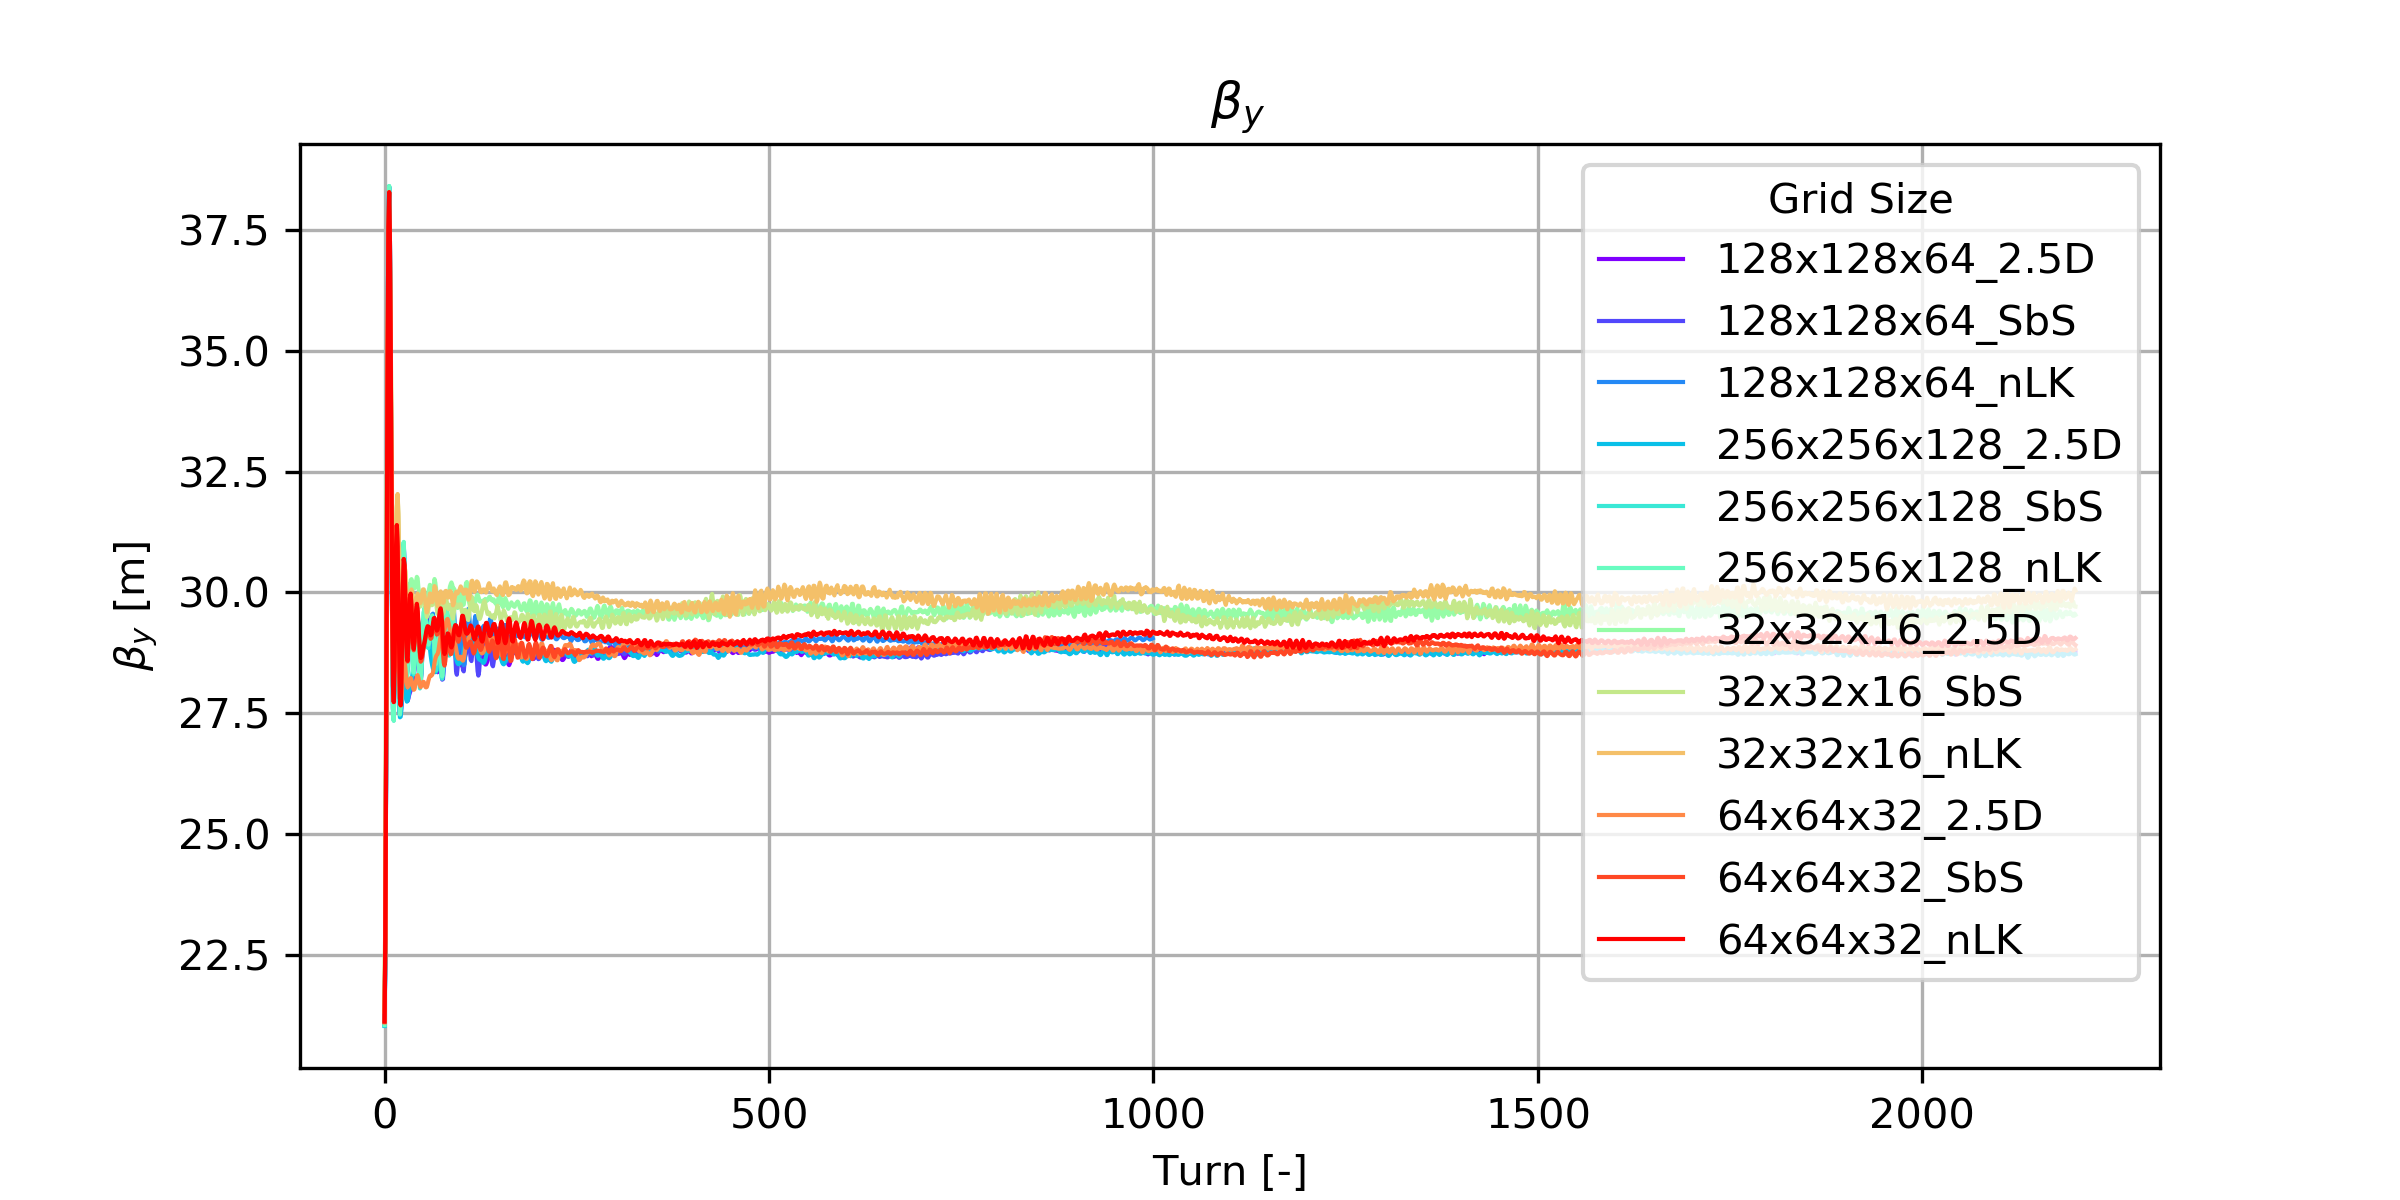 βy
βy [m]
37.5
35.0
32.5
30.0
27.5
25.0
22.5
0 500 1000 1500 2000
Turn [-]
Grid Size
128x128x64_2.5D
128x128x64_SbS
128x128x64_nLK
256x256x128_2.5D
256x256x128_SbS
256x256x128_nLK
32x32x16_2.5D
32x32x16_SbS
32x32x16_nLK
64x64x32_2.5D
64x64x32_SbS
64x64x32_nLK